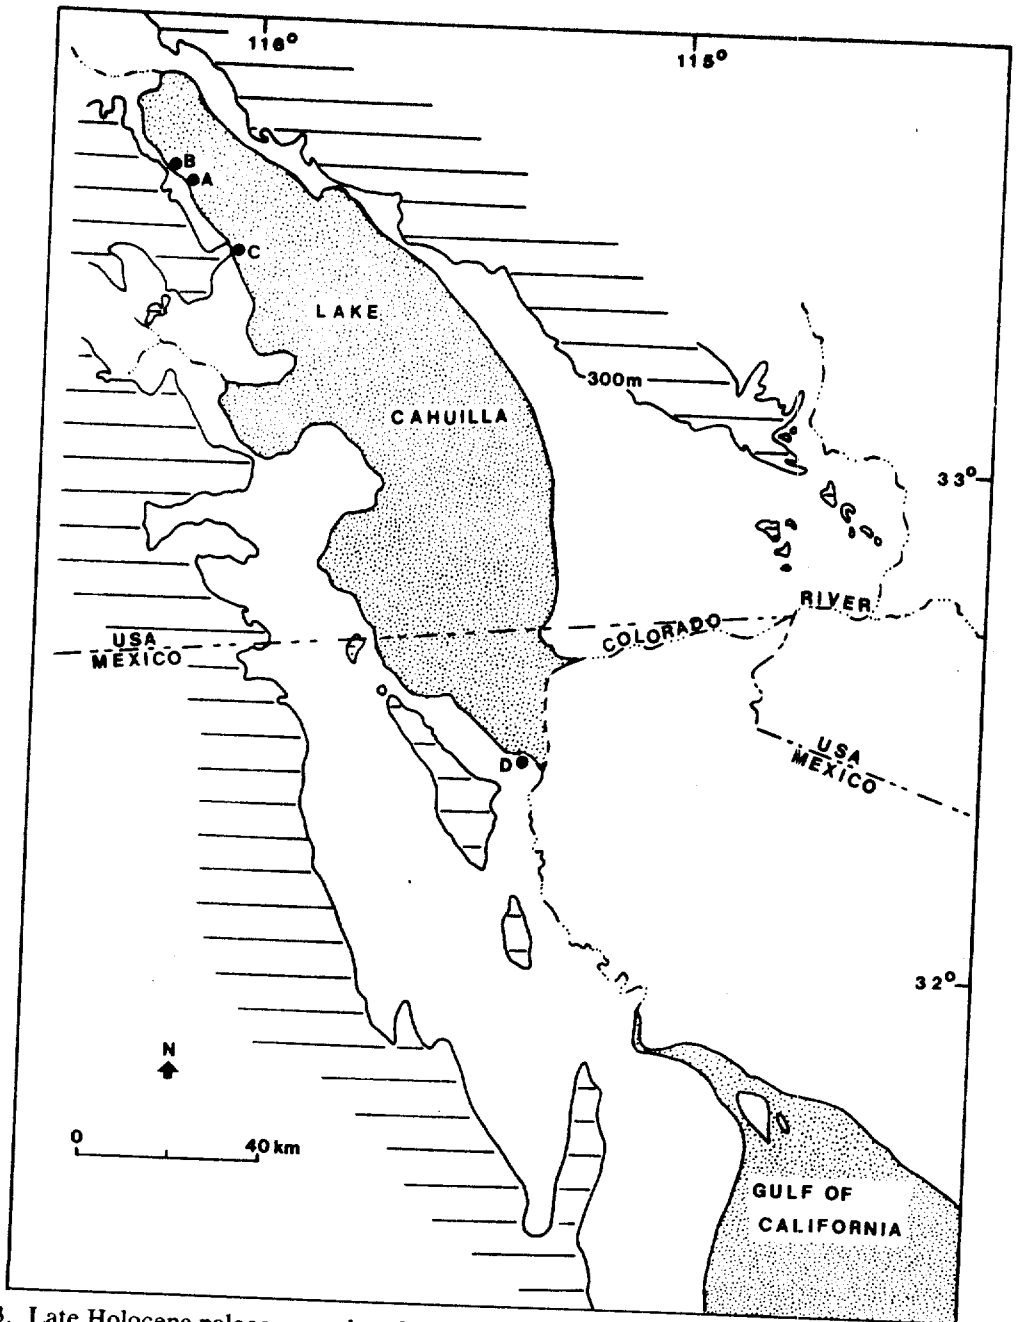 116° 115°
B
A
C
LAKE
CAHUILLA
300m
33°
RIVER
COLORADO
USA
MEXICO
USA
MEXICO
D
32°
N
0 40 km
GULF OF
CALIFORNIA
3. Late Holocene